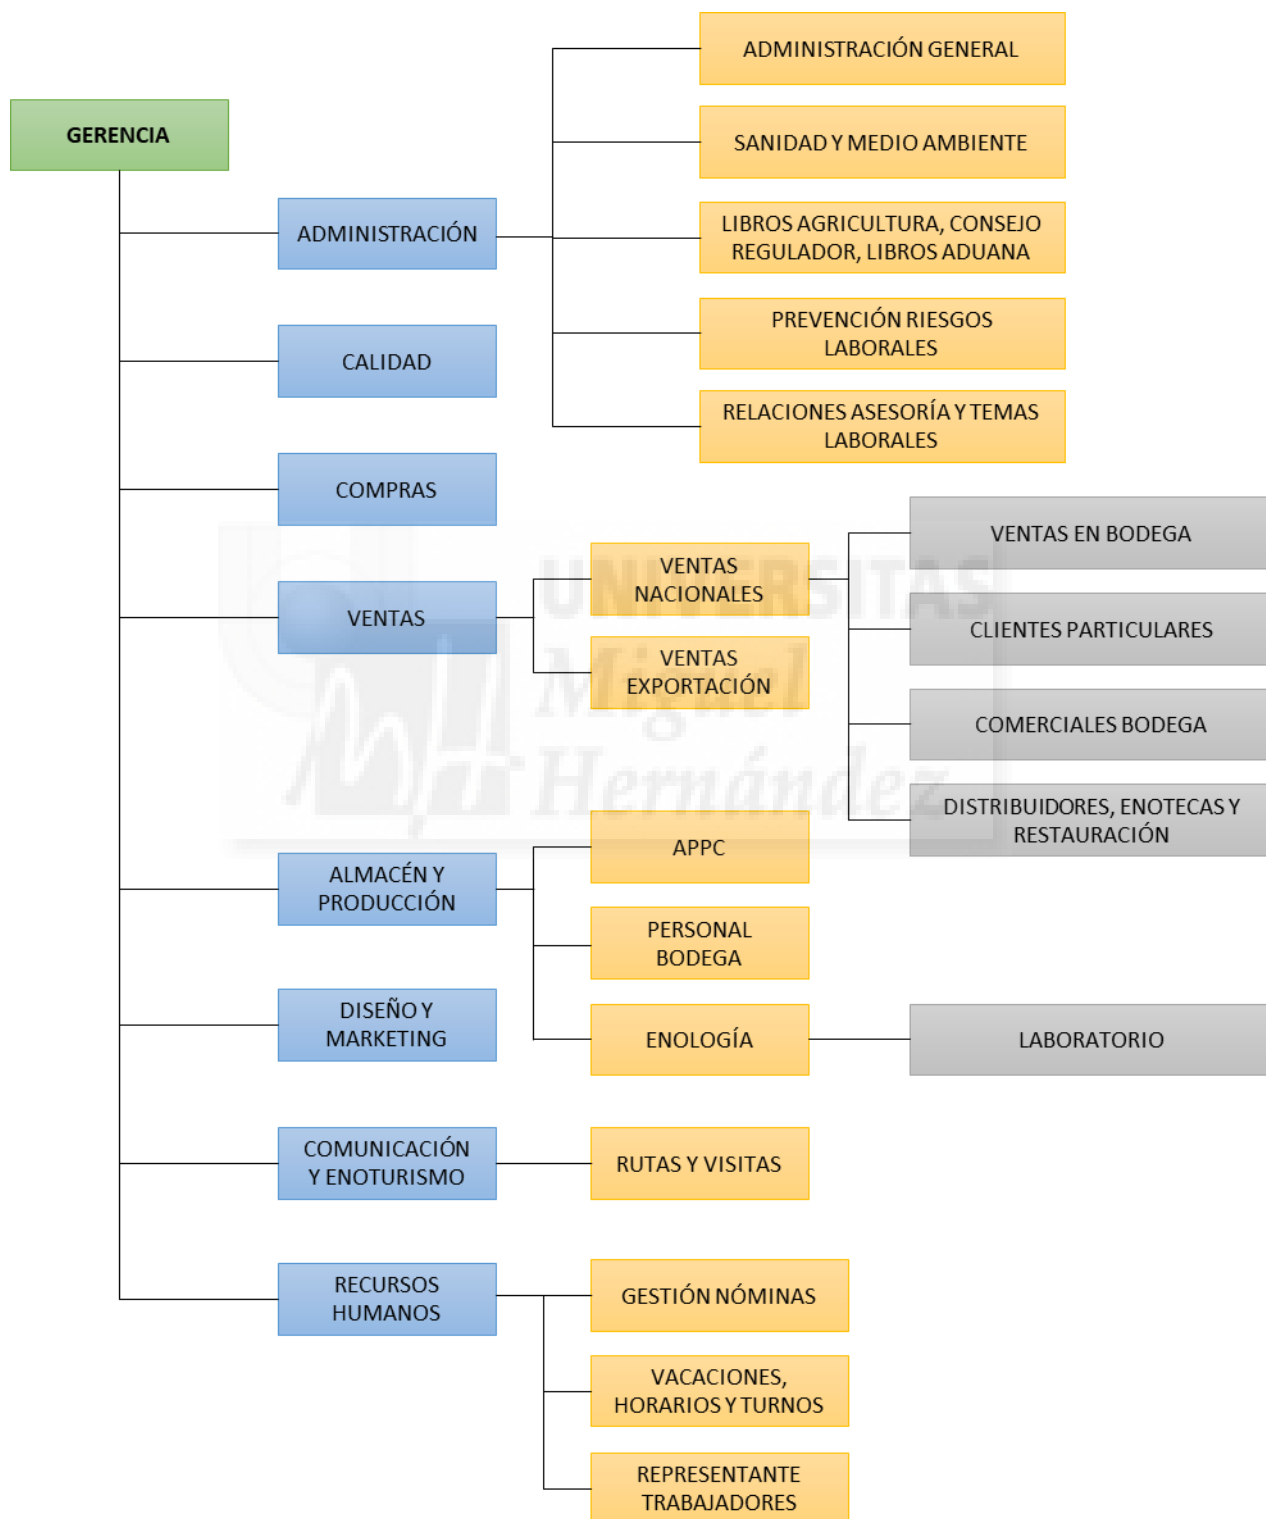 GERENCIA
ADMINISTRACIÓN
ADMINISTRACIÓN GENERAL
SANIDAD Y MEDIO AMBIENTE
LIBROS AGRICULTURA, CONSEJO
REGULADOR, LIBROS ADUANA
PREVENCIÓN RIESGOS
LABORALES
RELACIONES ASESORÍA Y TEMAS
LABORALES
CALIDAD
COMPRAS
VENTAS
VENTAS
NACIONALES
VENTAS EN BODEGA
CLIENTES PARTICULARES
COMERCIALES BODEGA
DISTRIBUIDORES, ENOTECAS Y
RESTAURACIÓN
VENTAS
EXPORTACIÓN
UNIVERSITAS
Miguel
Hernández
ALMACÉN Y
PRODUCCIÓN
APPC
PERSONAL
BODEGA
ENOLOGÍA
LABORATORIO
DISEÑO Y
MARKETING
COMUNICACIÓN
Y ENOTURISMO
RUTAS Y VISITAS
RECURSOS
HUMANOS
GESTIÓN NÓMINAS
VACACIONES,
HORARIOS Y TURNOS
REPRESENTANTE
TRABAJADORES